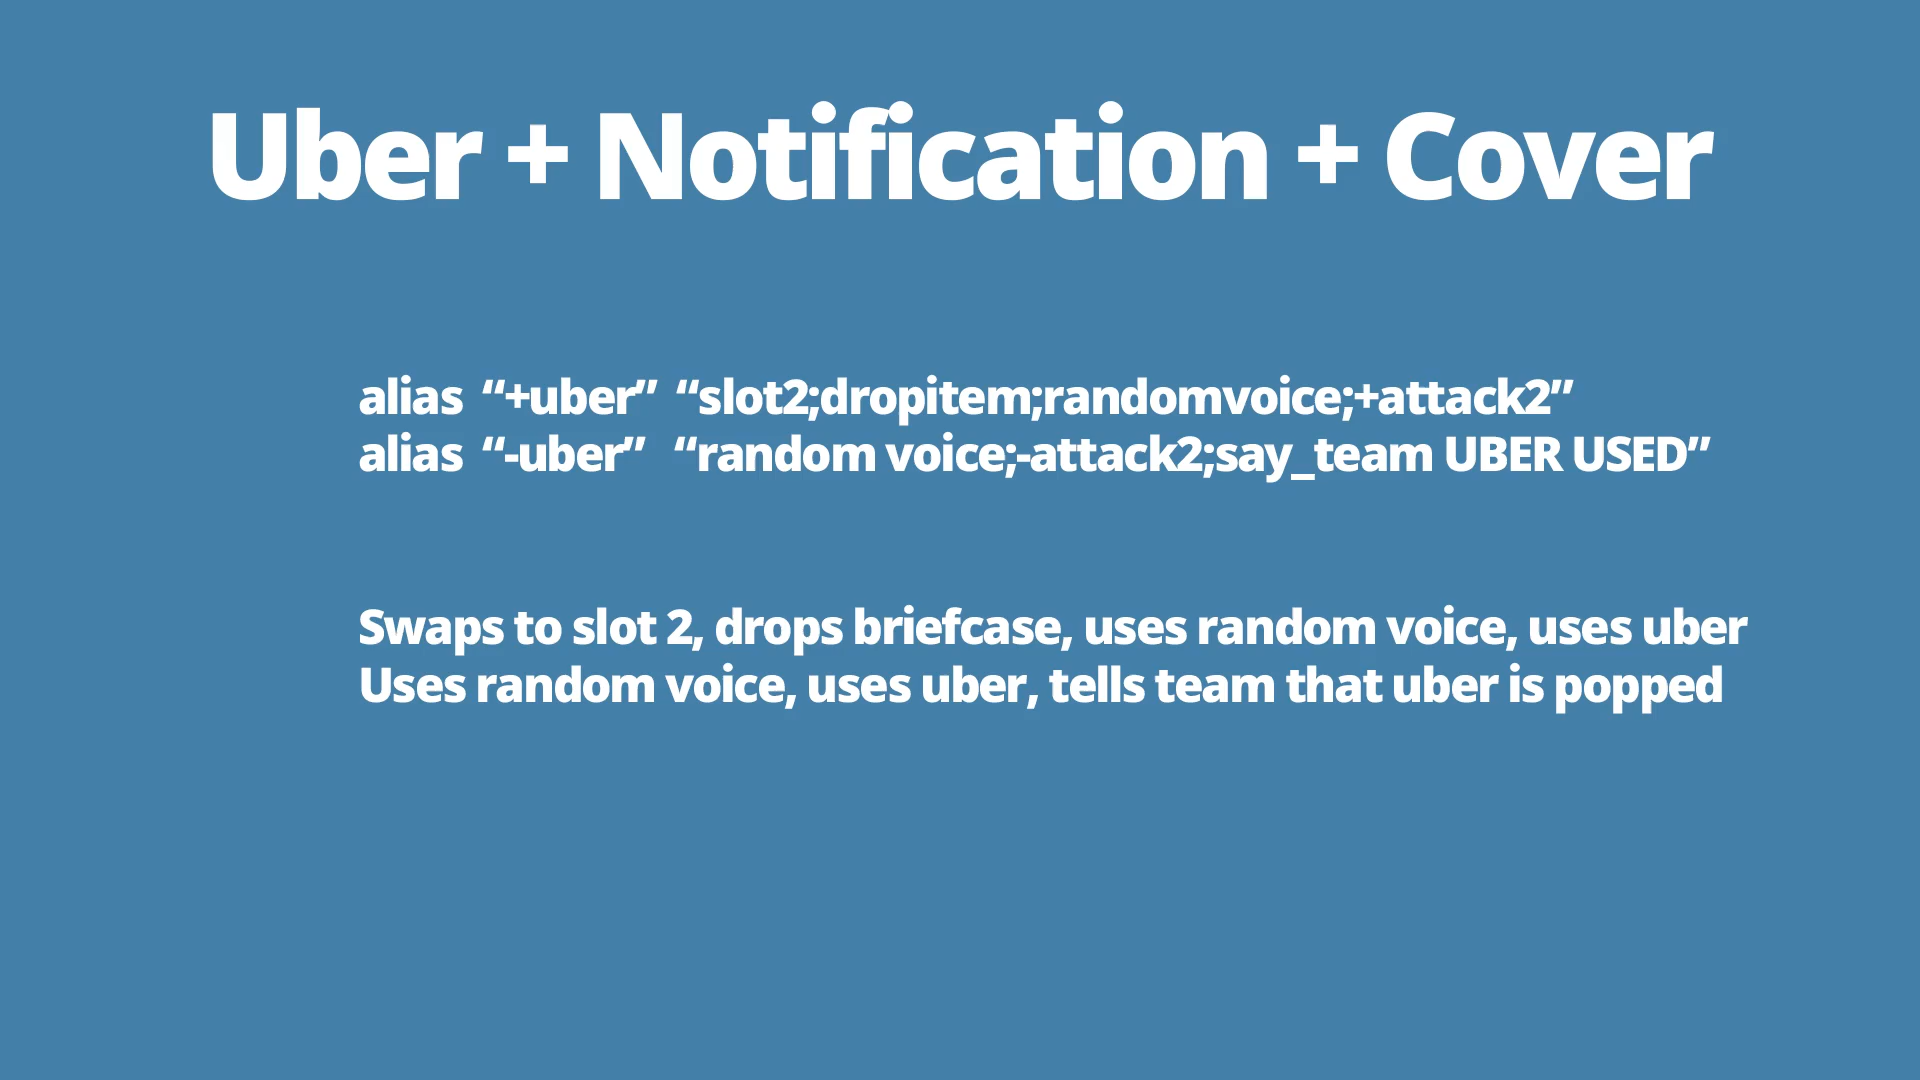 Uber + Notification + Cover
alias “+uber” “slot2;dropitem;randomvoice;+attack2”
alias “-uber” “random voice;-attack2;say_team UBER USED”
Swaps to slot 2, drops briefcase, uses random voice, uses uber
Uses random voice, uses uber, tells team that uber is popped